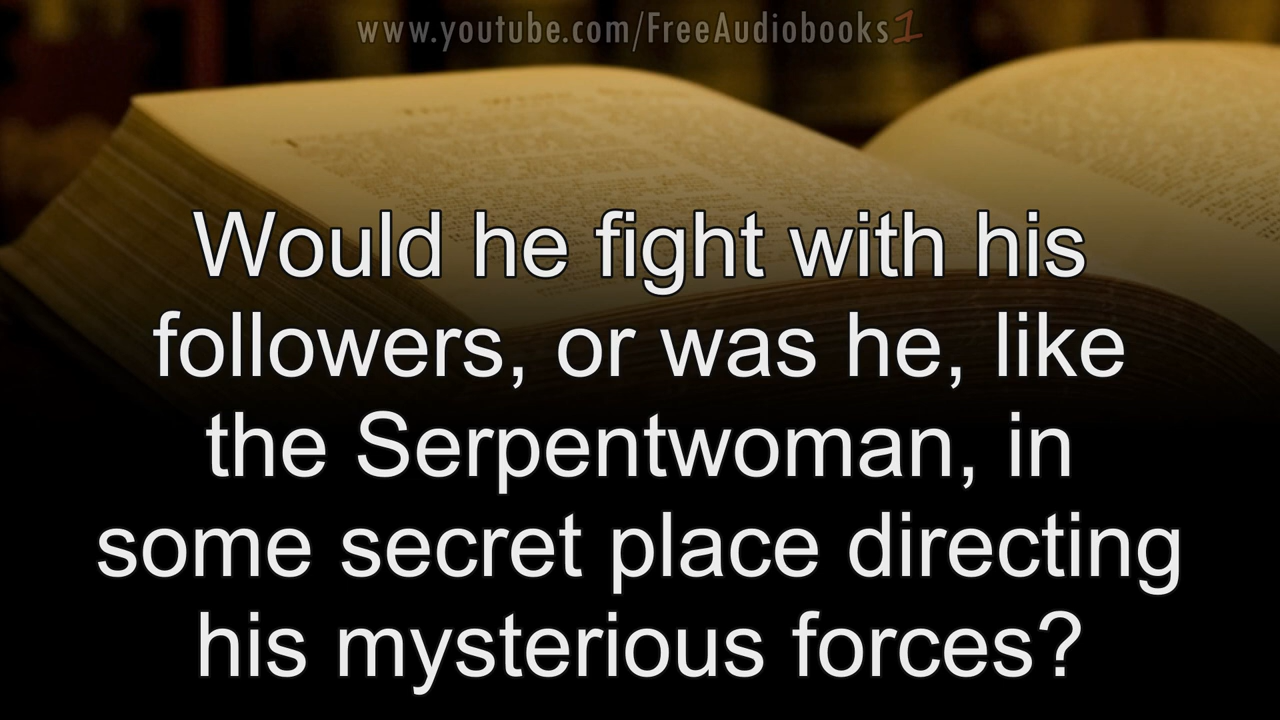 www.youtube.com/FreeAudiobooks1
Would he fight with his
followers, or was he, like
the Serpentwoman, in
some secret place directing
his mysterious forces?